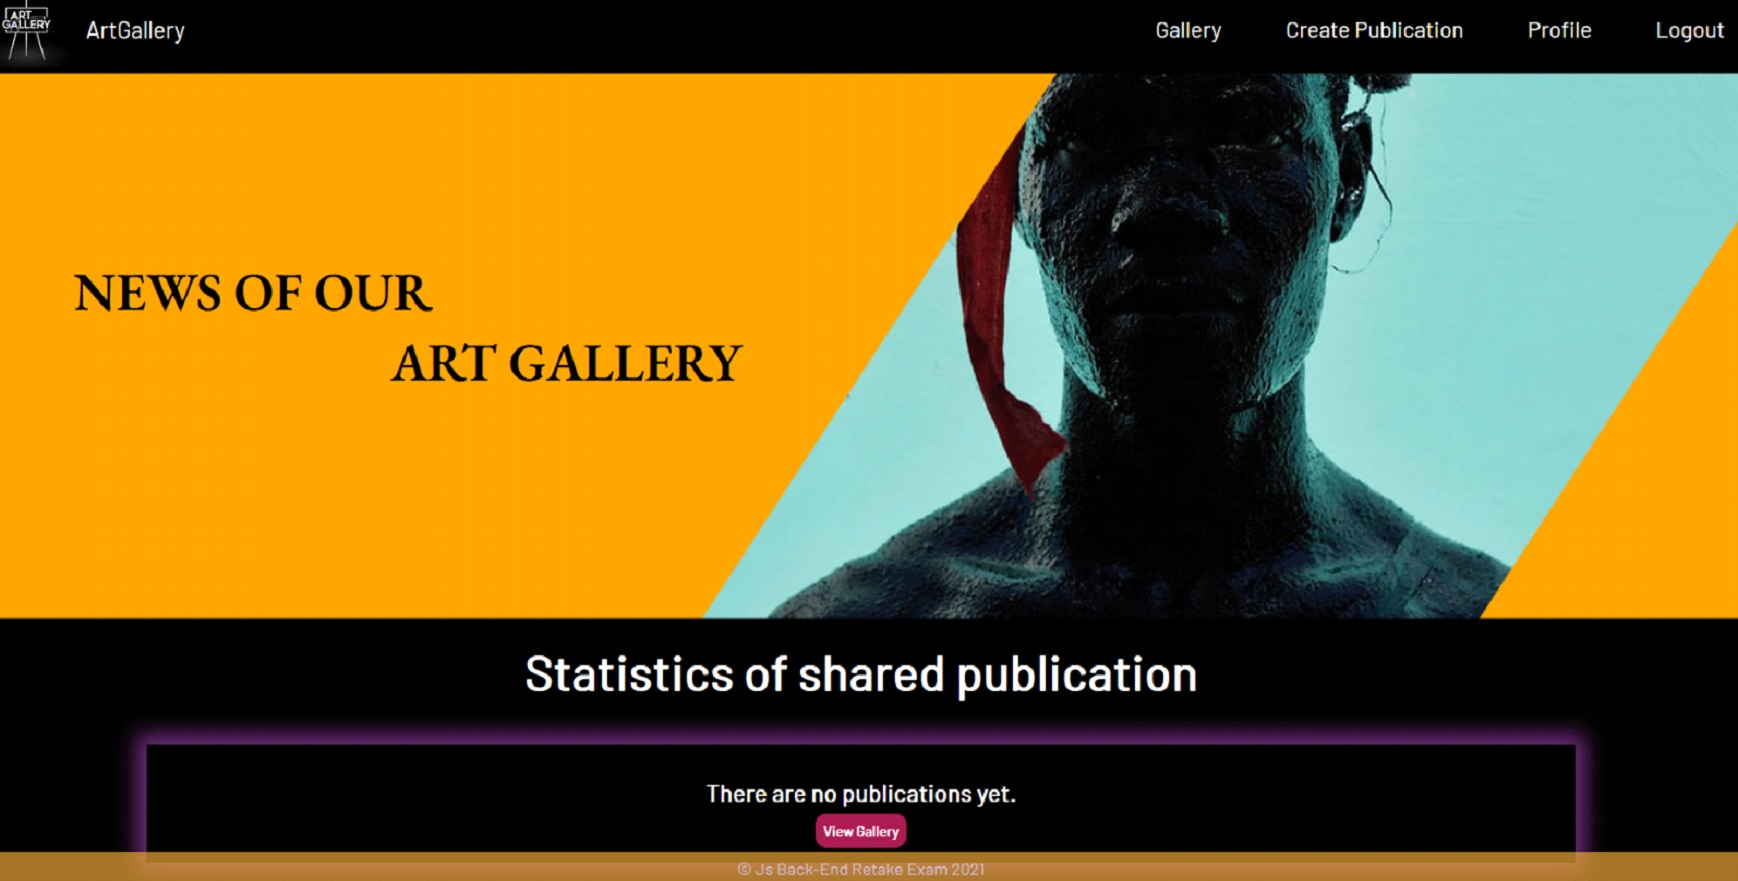 ART
GALLERY
ArtGallery
Gallery
Create Publication
Profile
Logout
NEWS OF OUR
ART GALLERY
Statistics of shared publication
There are no publications yet.
View Gallery
© Js Back-End Retake Exam 2021